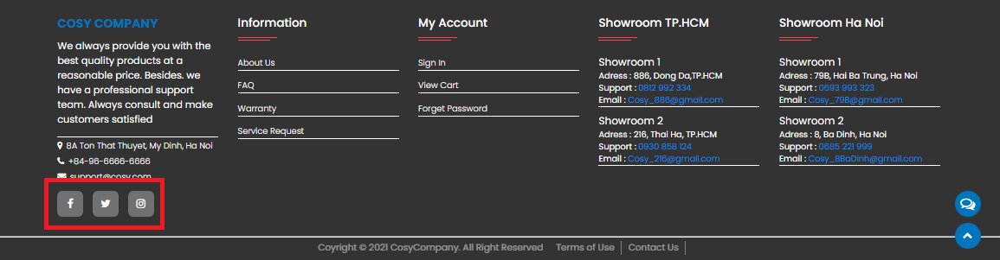 COSY COMPANY
We always provide you with the
best quality products at a
reasonable price. Besides. we
have a professional support
team. Always consult and make
customers satisfied
8A Ton That Thuyet, My Dinh, Ha Noi
+84-96-6666-6666
support@cosy.com
Information
About Us
FAQ
Warranty
Service Request
My Account
Sign In
View Cart
Forget Password
Showroom TP.HCM
Showroom 1
Adress : 886, Dong Da,TP.HCM
Support : 0812 992 334
Email : Cosy_886@gmail.com
Showroom 2
Adress : 216, Thai Ha, TP.HCM
Support : 0930 858 124
Email : Cosy_216@gmail.com
Showroom Ha Noi
Showroom 1
Adress : 79B, Hai Ba Trung, Ha Noi
Support : 0693 993 323
Email : Cosy_79B@gmail.com
Showroom 2
Adress : 8, Ba Dinh, Ha Noi
Support : 0685 221 999
Email : Cosy_8BaDinh@gmail.com
Coyright © 2021 CosyCompany. All Right Reserved Terms of Use Contact Us